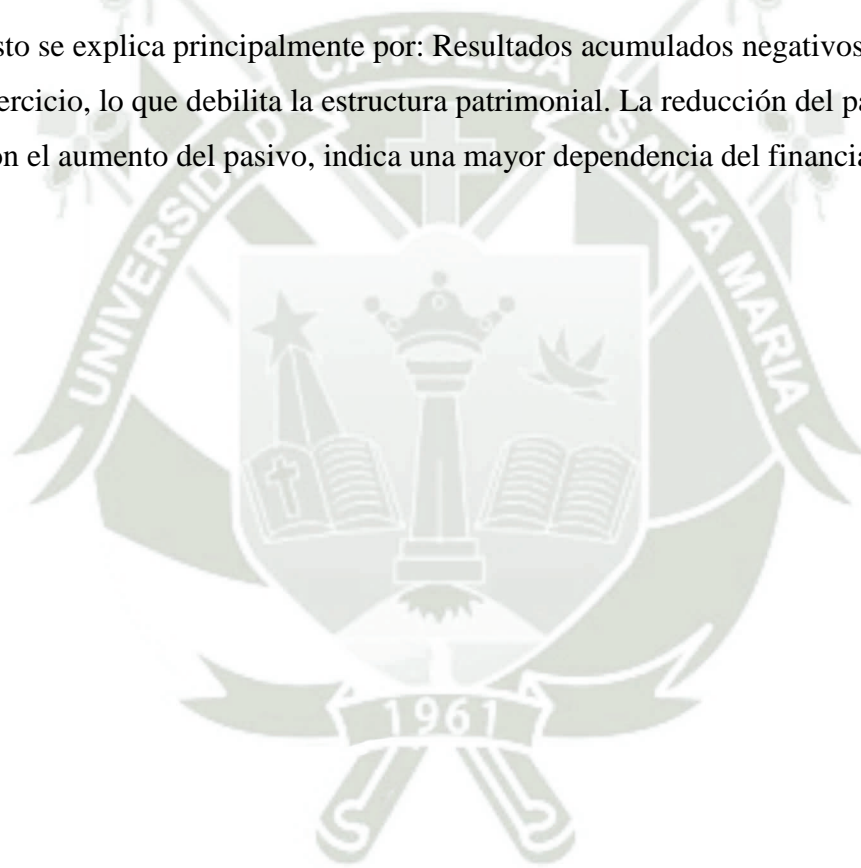 sto se explica principalmente por: Resultados acumulados negativos
ercicio, lo que debilita la estructura patrimonial. La reducción del pa
on el aumento del pasivo, indica una mayor dependencia del financia
UNIVERSIDAD CATOLICA SANTA MARIA
1961